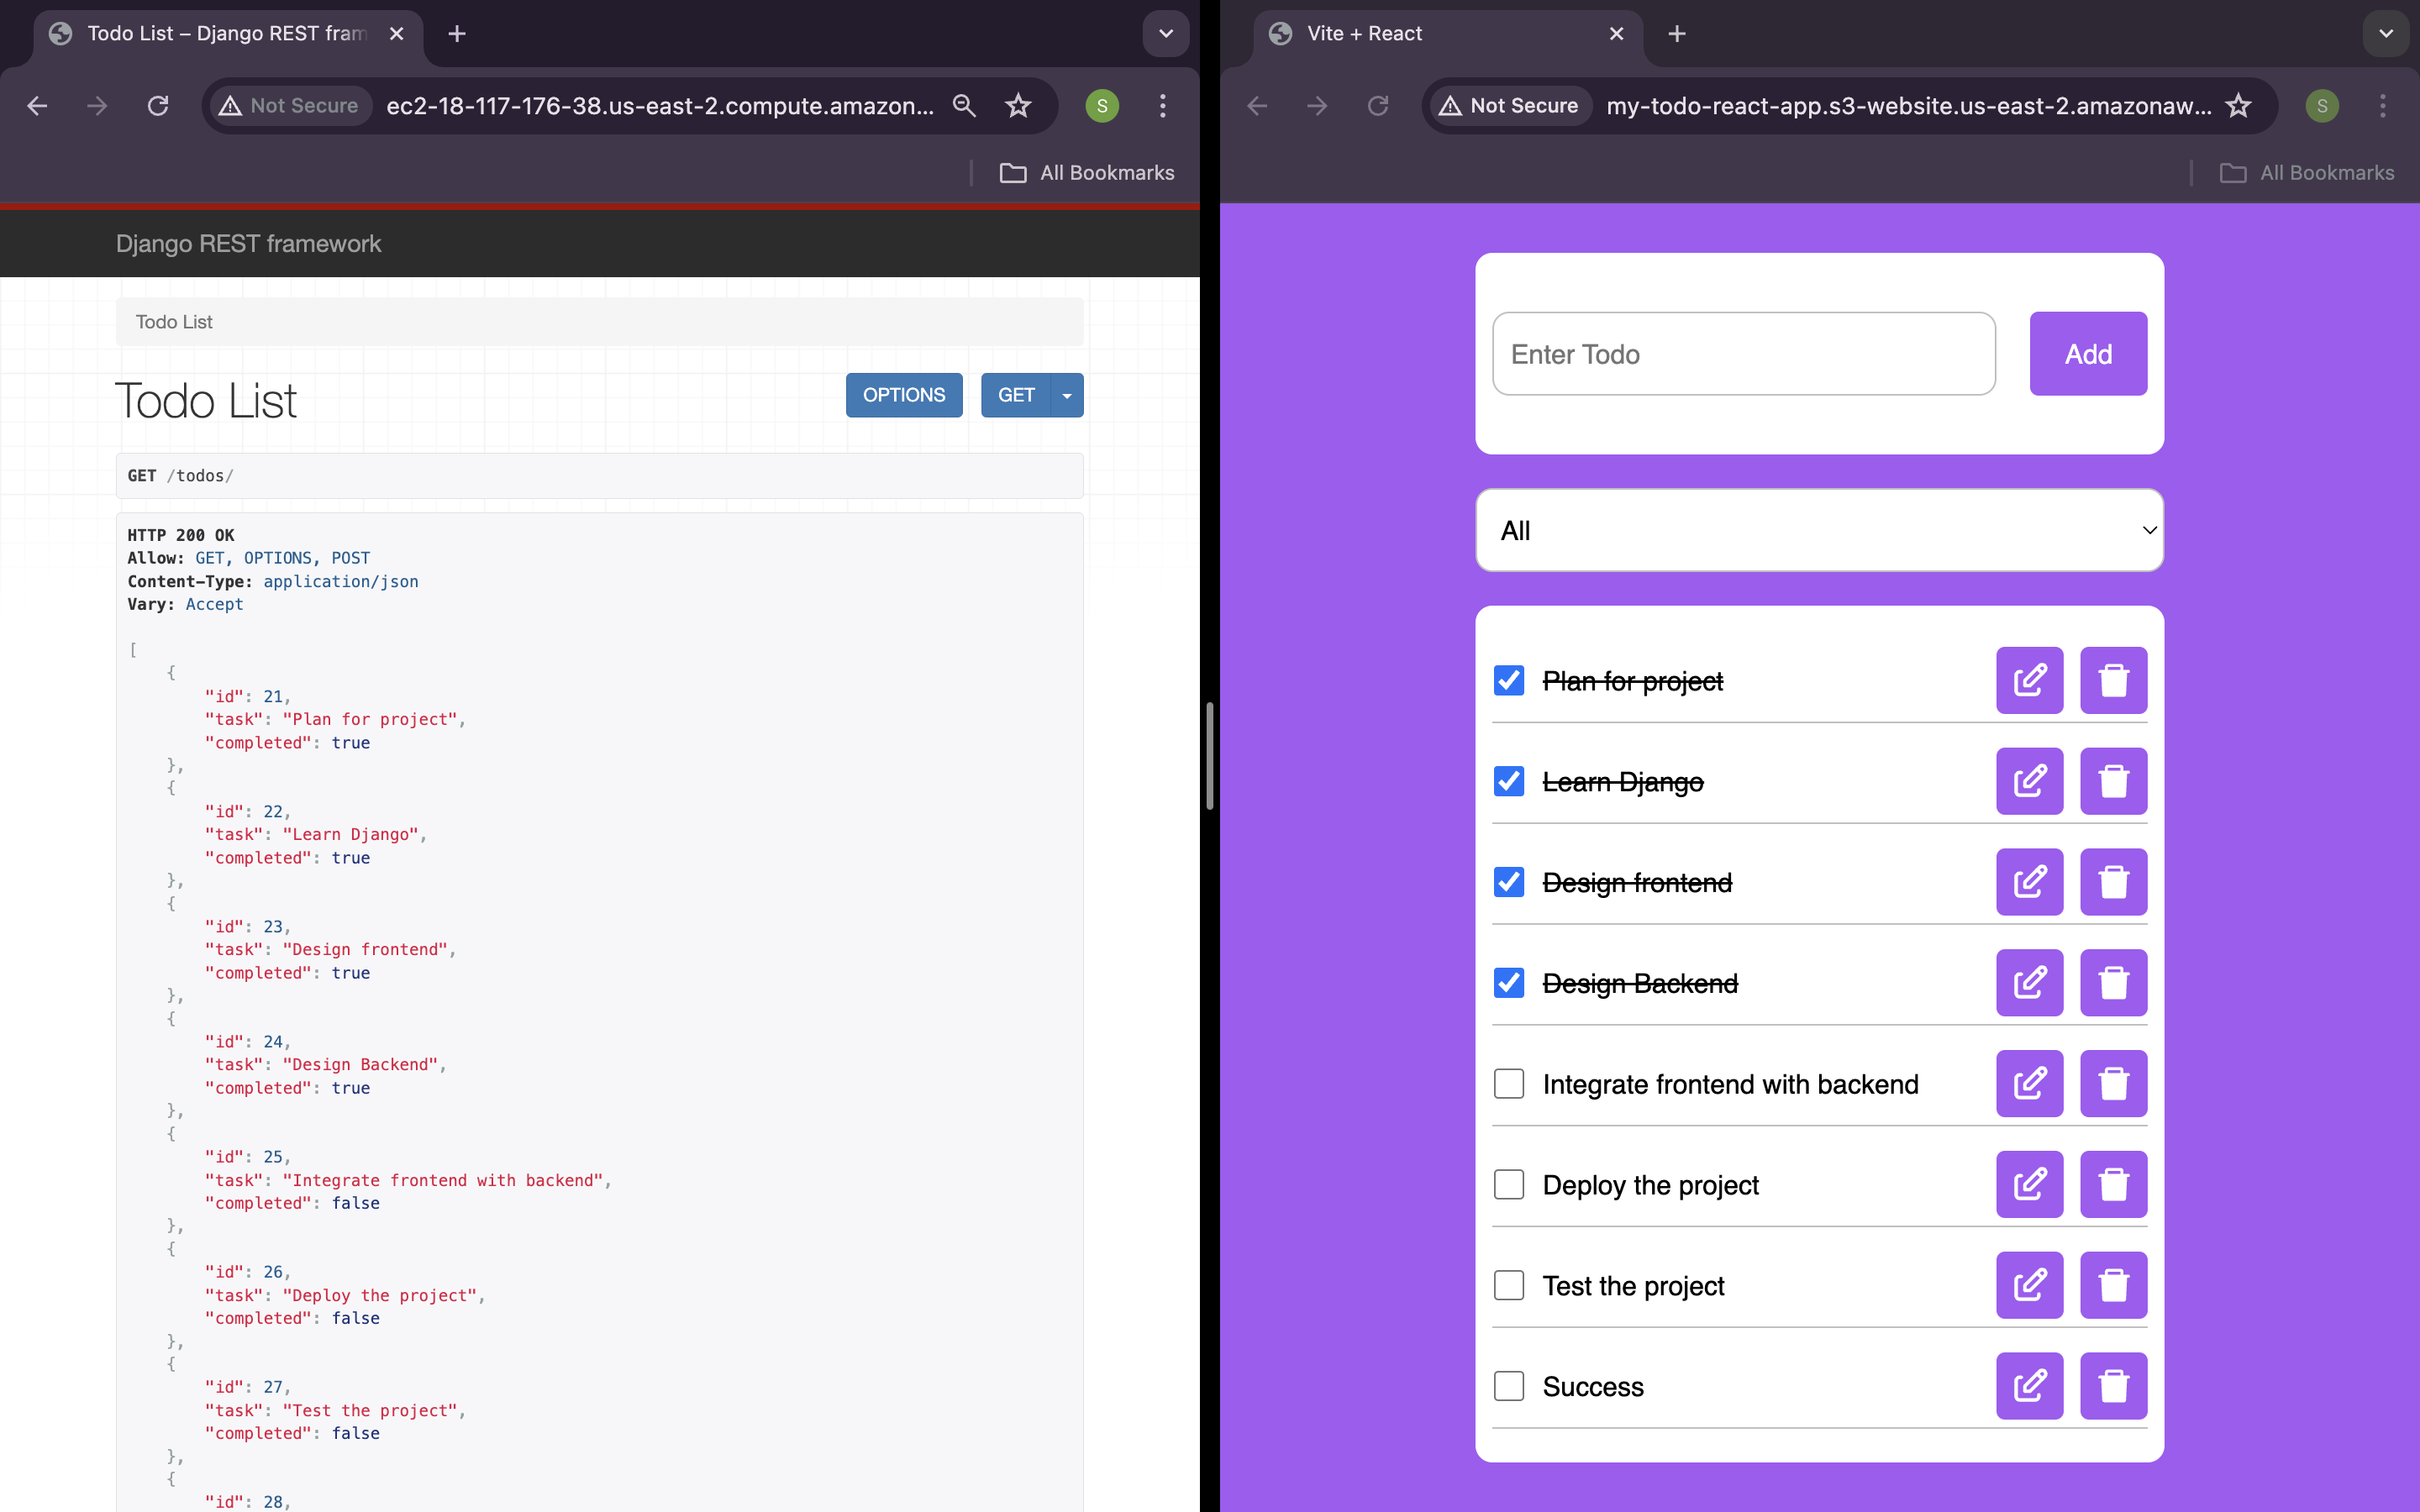 Todo List – Django REST fram
Not Secure
ec2-18-117-176-38.us-east-2.compute.amazon...
S
All Bookmarks
Django REST framework
Todo List
Todo List
OPTIONS
GET
GET /todos/
HTTP 200 OK
Allow: GET, OPTIONS, POST
Content-Type: application/json
Vary: Accept
[
{
"id": 21,
"task": "Plan for project",
"completed": true
},
{
"id": 22,
"task": "Learn Django",
"completed": true
},
{
"id": 23,
"task": "Design frontend",
"completed": true
},
{
"id": 24,
"task": "Design Backend",
"completed": true
},
{
"id": 25,
"task": "Integrate frontend with backend",
"completed": false
},
{
"id": 26,
"task": "Deploy the project",
"completed": false
},
{
"id": 27,
"task": "Test the project",
"completed": false
},
{
"id": 28,
Vite + React
Not Secure
my-todo-react-app.s3-website.us-east-2.amazonaw...
S
All Bookmarks
Enter Todo
Add
All
Plan for project
Learn Django
Design frontend
Design Backend
Integrate frontend with backend
Deploy the project
Test the project
Success